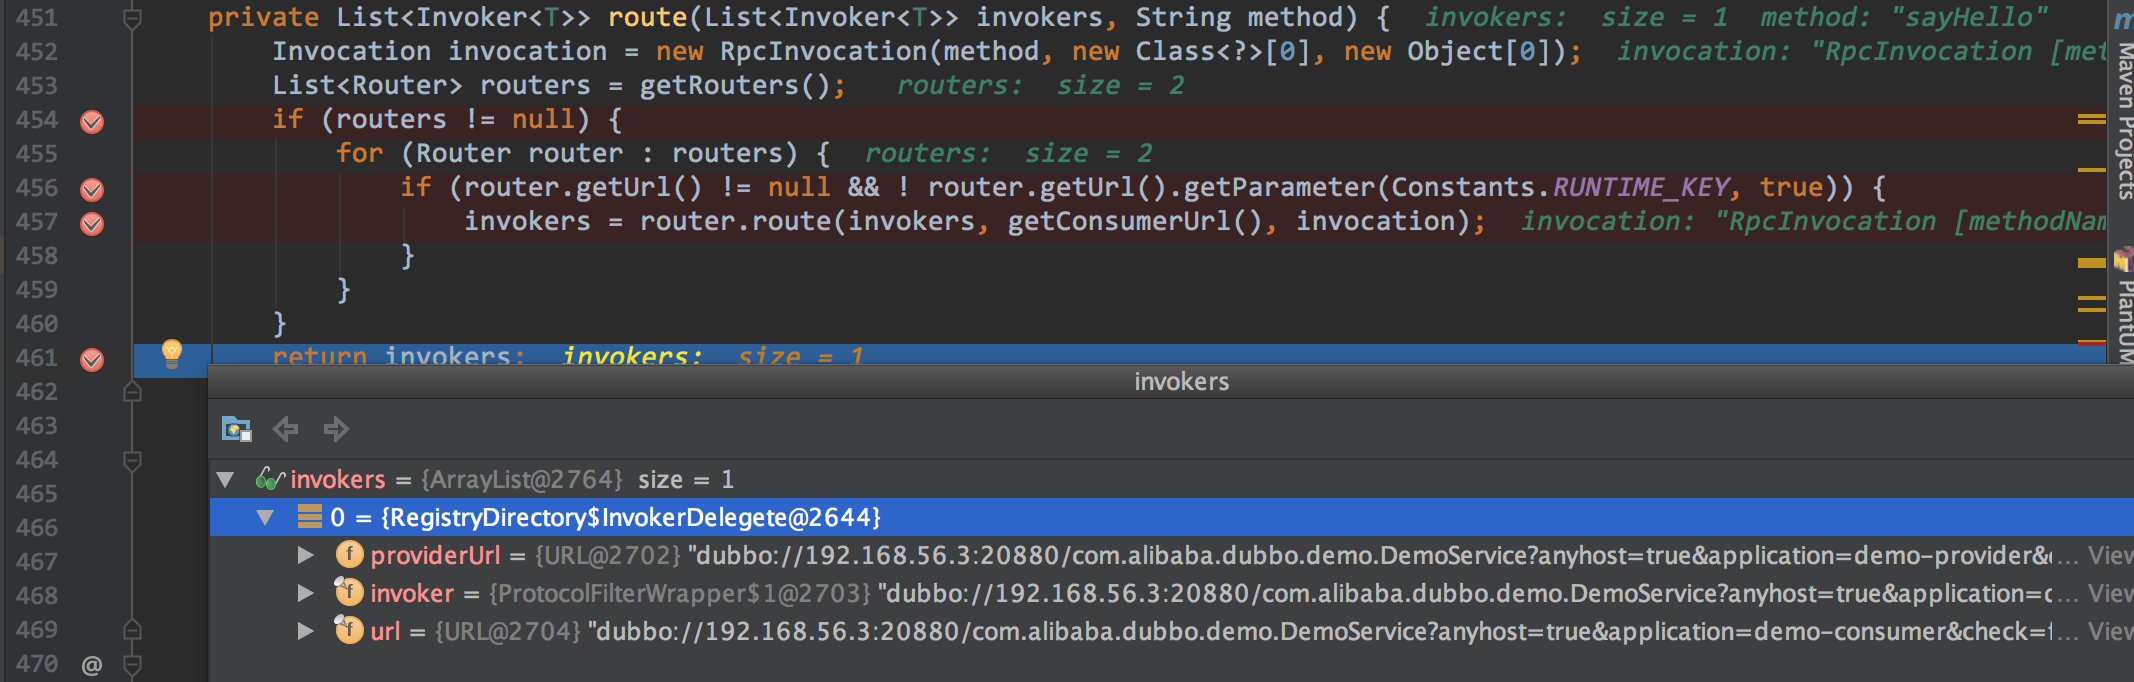 451 private List<Invoker<T>> route(List<Invoker<T>> invokers, String method) { invokers: size = 1 method: "sayHello"
452 Invocation invocation = new RpcInvocation(method, new Class<?>[0], new Object[0]); invocation: "RpcInvocation [met
453 List<Router> routers = getRouters(); routers: size = 2
454 if (routers != null) {
455 for (Router router : routers) { routers: size = 2
456 if (router.getUrl() != null && ! router.getUrl().getParameter(Constants.RUNTIME_KEY, true)) {
457 invokers = router.route(invokers, getConsumerUrl(), invocation); invocation: "RpcInvocation [methodNam
458 }
459 }
460 }
461 return invokers; invokers: size = 1
462
463
464
465
466
467
468
469
470 @
invokers
invokers = {ArrayList@2764} size = 1
0 = {RegistryDirectory$InvokerDelegete@2644}
f providerUrl = {URL@2702} "dubbo://192.168.56.3:20880/com.alibaba.dubbo.demo.DemoService?anyhost=true&application=demo-provider&... View
f invoker = {ProtocolFilterWrapper$1@2703} "dubbo://192.168.56.3:20880/com.alibaba.dubbo.demo.DemoService?anyhost=true&application=... View
f url = {URL@2704} "dubbo://192.168.56.3:20880/com.alibaba.dubbo.demo.DemoService?anyhost=true&application=demo-consumer&check=f... View
m
Maven Projects
PlantUM